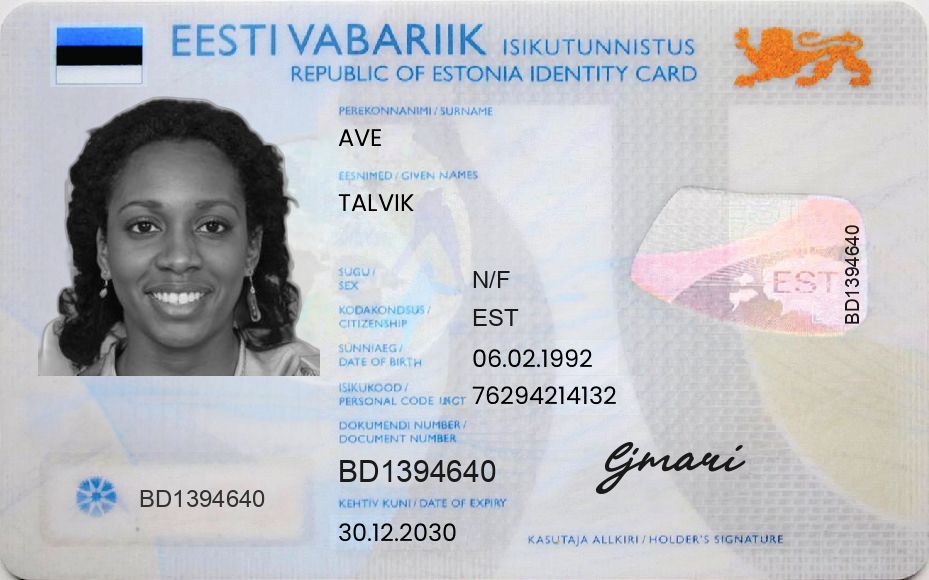 EESTI VABARIIK ISIKUTUNNISTUS
REPUBLIC OF ESTONIA IDENTITY CARD
PEREKONNANIMI / SURNAME
AVE
EESNIMED / GIVEN NAMES
TALVIK
SUGU /
SEX
N/F
KODAKONDSUS /
CITIZENSHIP
EST
SÜNNIAEG /
DATE OF BIRTH
06.02.1992
ISIKUKOOD /
PERSONAL CODE
76294214132
DOKUMENDI NUMBER /
DOCUMENT NUMBER
BD1394640
KEHTIV KUNI / DATE OF EXPIRY
30.12.2030
BD1394640
EST
BD1394640
KASUTAJA ALLKIRI / HOLDER'S SIGNATURE